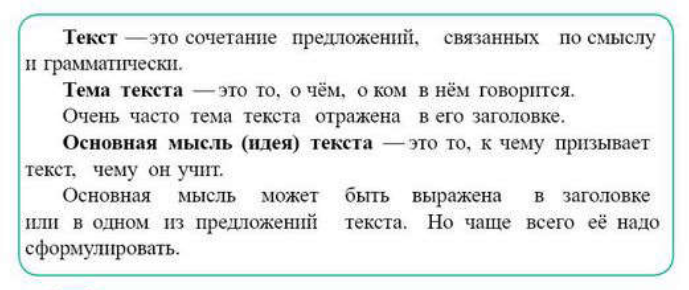 Текст — это сочетание предложений, связанных по смыслу
и грамматически.
Тема текста — это то, о чём, о ком в нём говорится.
Очень часто тема текста отражена в его заголовке.
Основная мысль (идея) текста — это то, к чему призывает
текст, чему он учит.
Основная мысль может быть выражена в заголовке
или в одном из предложений текста. Но чаще всего её надо
сформулировать.